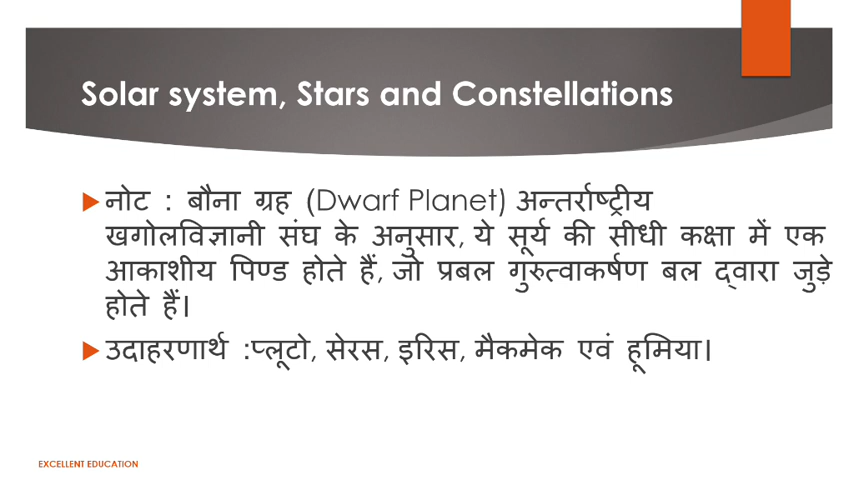 Solar system, Stars and Constellations
नोट : बौना ग्रह (Dwarf Planet) अन्तर्राष्ट्रीय
खगोलविज्ञानी संघ के अनुसार, ये सूर्य की सीधी कक्षा में एक
आकाशीय पिण्ड होते हैं, जो प्रबल गुरुत्वाकर्षण बल द्वारा जुड़े
होते हैं।
उदाहरणार्थ :प्लूटो, सेरस, इरिस, मैकमेक एवं हूमिया।
EXCELLENT EDUCATION